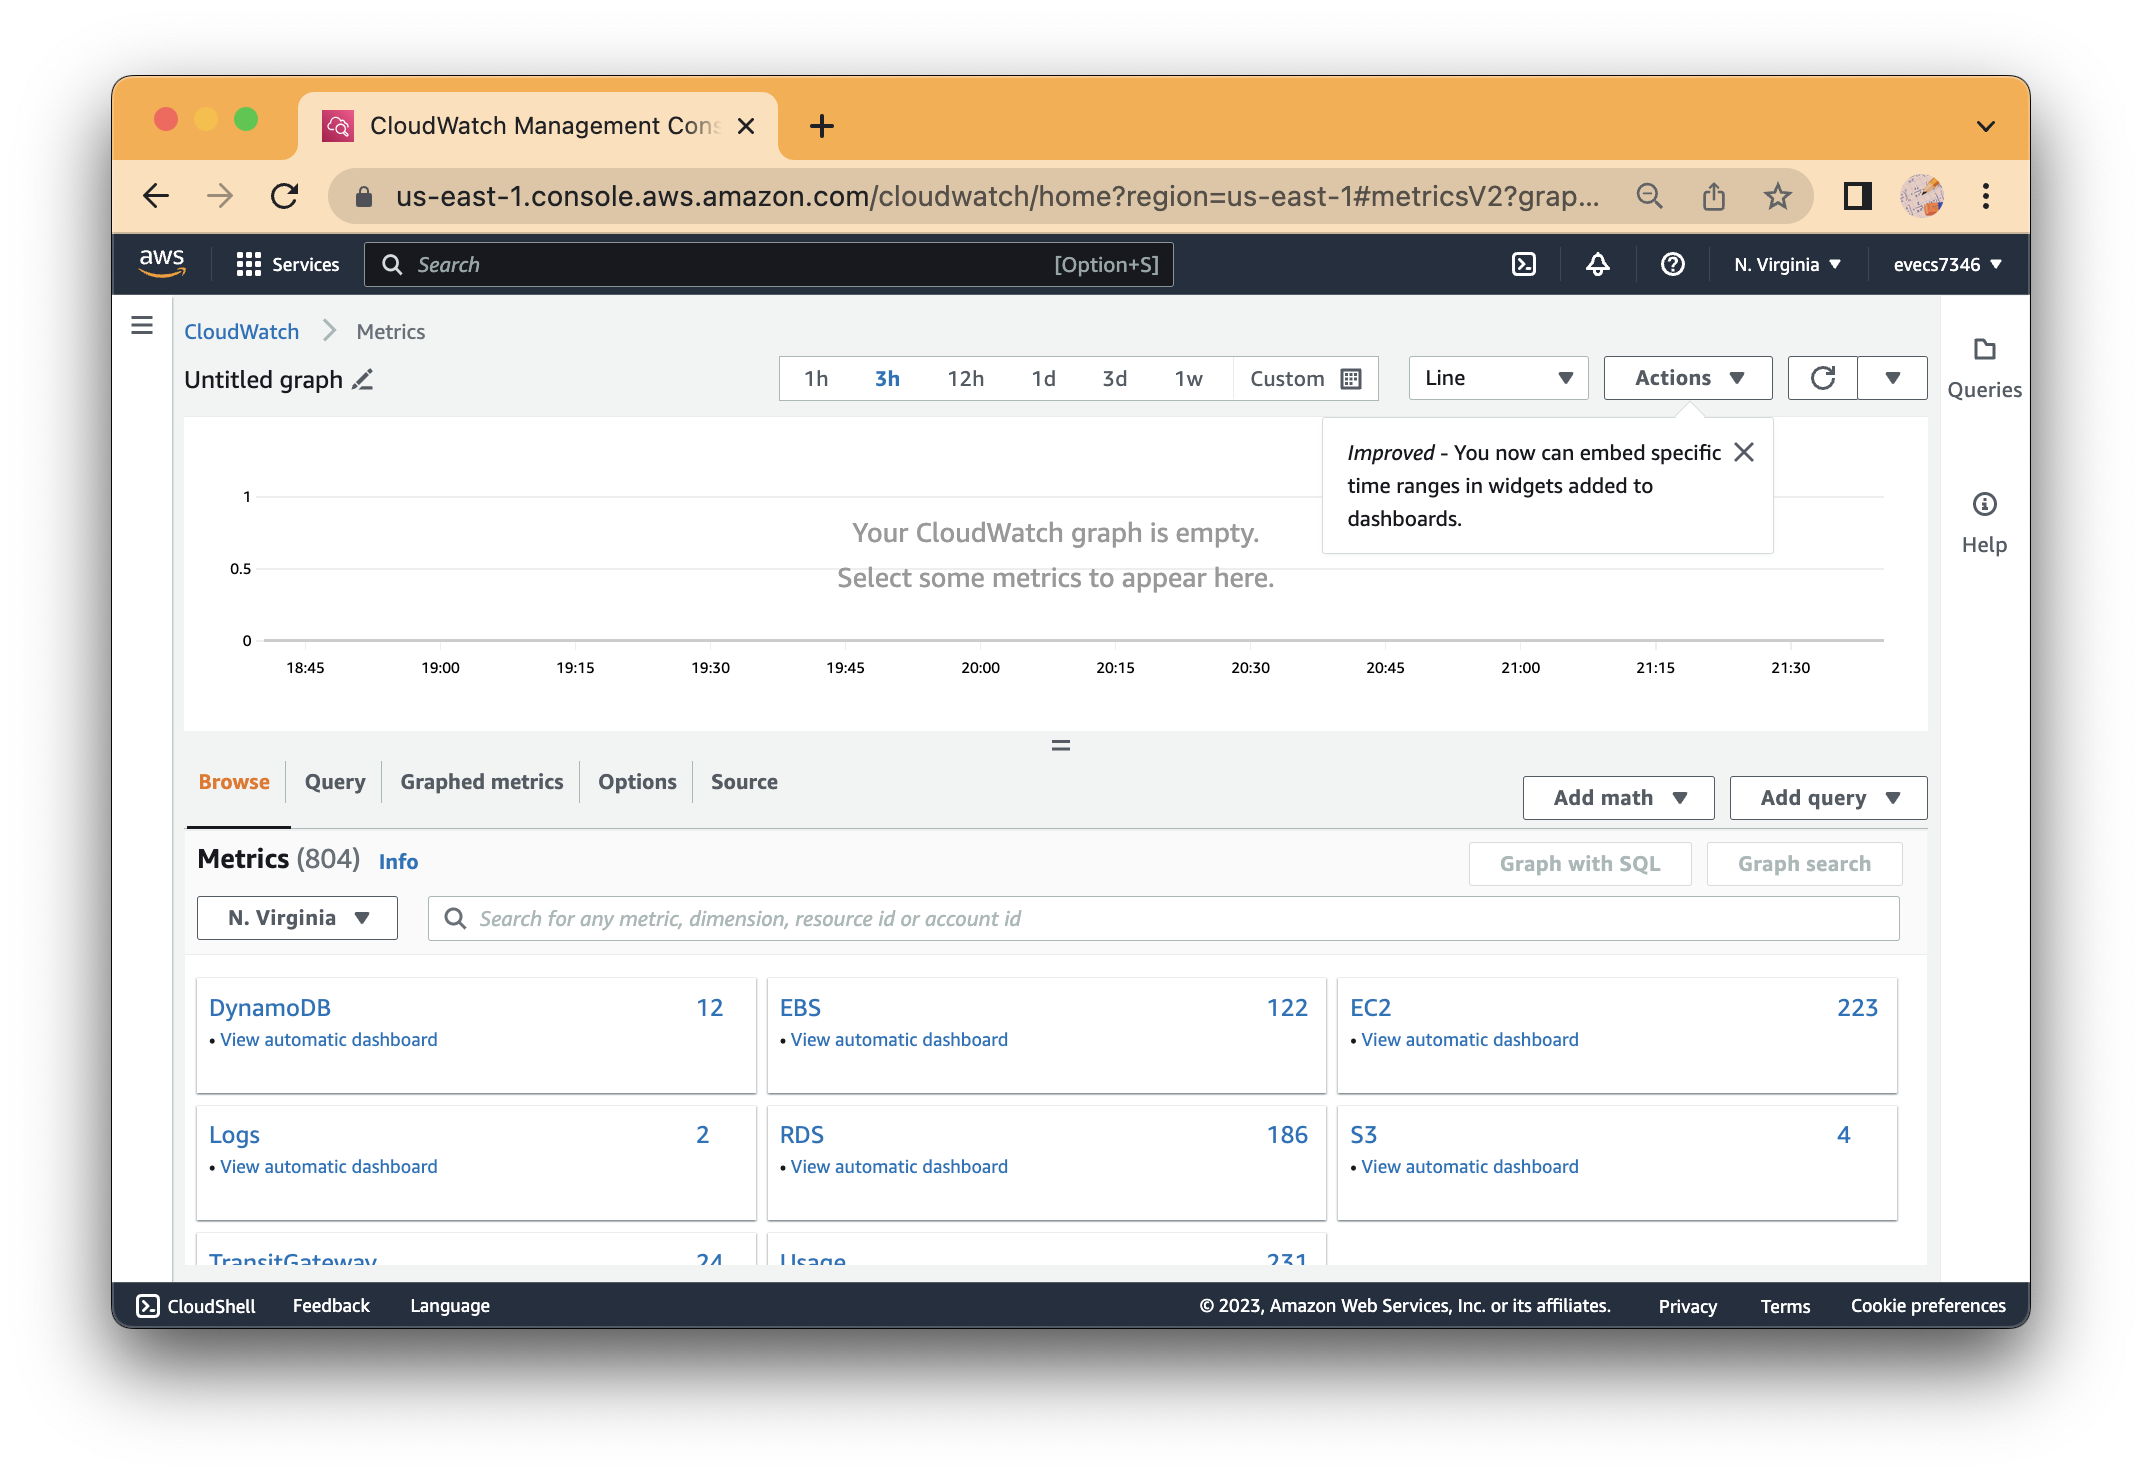 CloudWatch Management Cons
us-east-1.console.aws.amazon.com/cloudwatch/home?region=us-east-1#metricsV2?grap...
aws Services Search [Option+S] N. Virginia evecs7346
CloudWatch Metrics
Untitled graph 1h 3h 12h 1d 3d 1w Custom Line Actions
Queries
Help
Improved - You now can embed specific
time ranges in widgets added to
dashboards.
1
Your CloudWatch graph is empty.
0.5
Select some metrics to appear here.
0
18:45 19:00 19:15 19:30 19:45 20:00 20:15 20:30 20:45 21:00 21:15 21:30
Browse Query Graphed metrics Options Source Add math Add query
Metrics (804) Info Graph with SQL Graph search
N. Virginia Search for any metric, dimension, resource id or account id
DynamoDB 12 EBS 122 EC2 223
• View automatic dashboard • View automatic dashboard • View automatic dashboard
Logs 2 RDS 186 S3 4
• View automatic dashboard • View automatic dashboard • View automatic dashboard
TransitGateway 24 Usage 231
CloudShell Feedback Language © 2023, Amazon Web Services, Inc. or its affiliates. Privacy Terms Cookie preferences